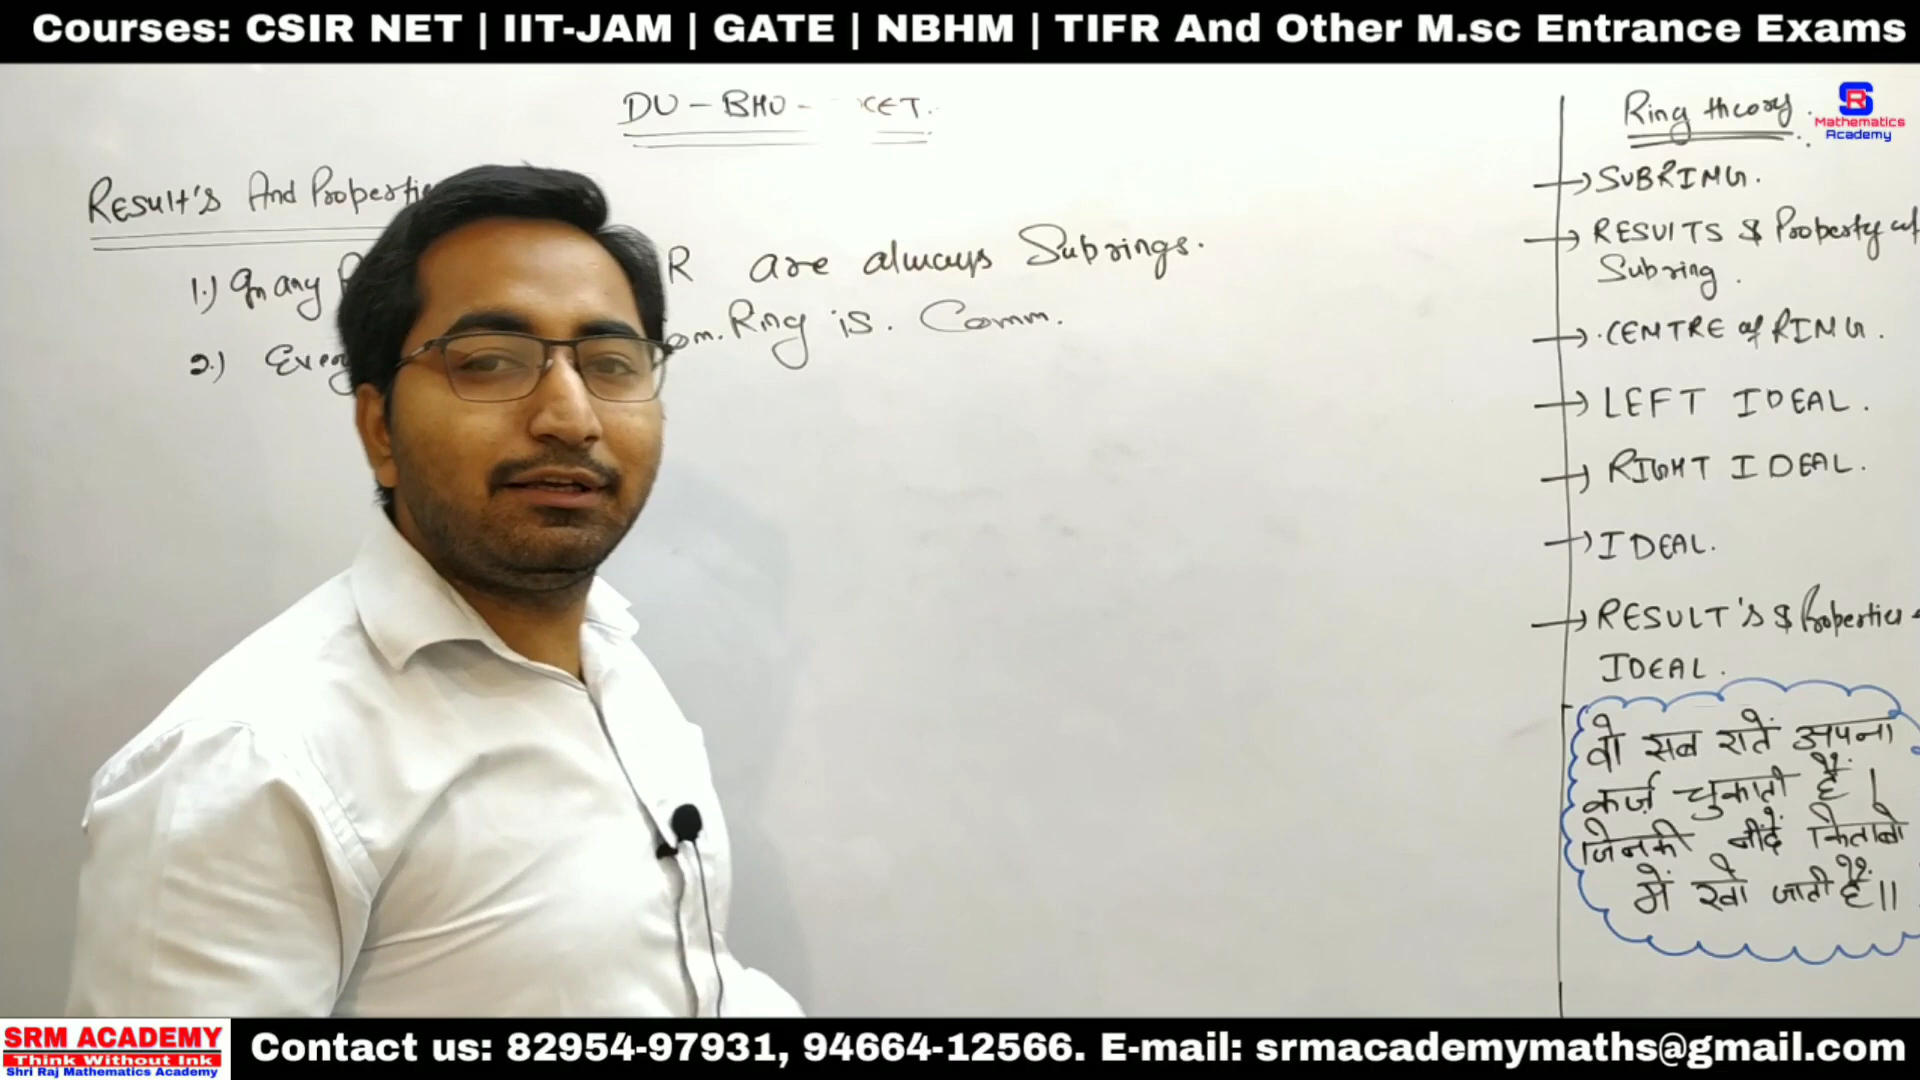 Courses: CSIR NET | IIT-JAM | GATE | NBHM | TIFR And Other M.sc Entrance Exams
DU - BHU - CET.
Result's And Propertie
1.) In any R are always Subrings.
2.) Every om. Ring is. Comm.
Ring theory.
SR
Mathematics
Academy
→ SUBRING.
→ RESULTS & Property of
Subring.
→ CENTRE of RING.
→ LEFT IDEAL.
→ RIGHT IDEAL.
→ IDEAL.
→ RESULT'S & Properties
IDEAL.
वो सब रातें अपना
कर्ज़ चुकाती हैं।
जिनकी नींदें किताबो
में खो जाती हैं॥
SRM ACADEMY
Think Without Ink
Shri Raj Mathematics Academy
Contact us: 82954-97931, 94664-12566. E-mail: srmacademymaths@gmail.com